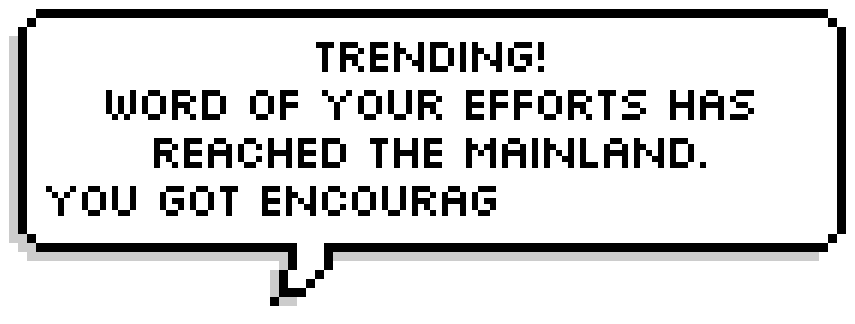 TRENDING!
WORD OF YOUR EFFORTS HAS
REACHED THE MAINLAND.
YOU GOT ENCOURAG